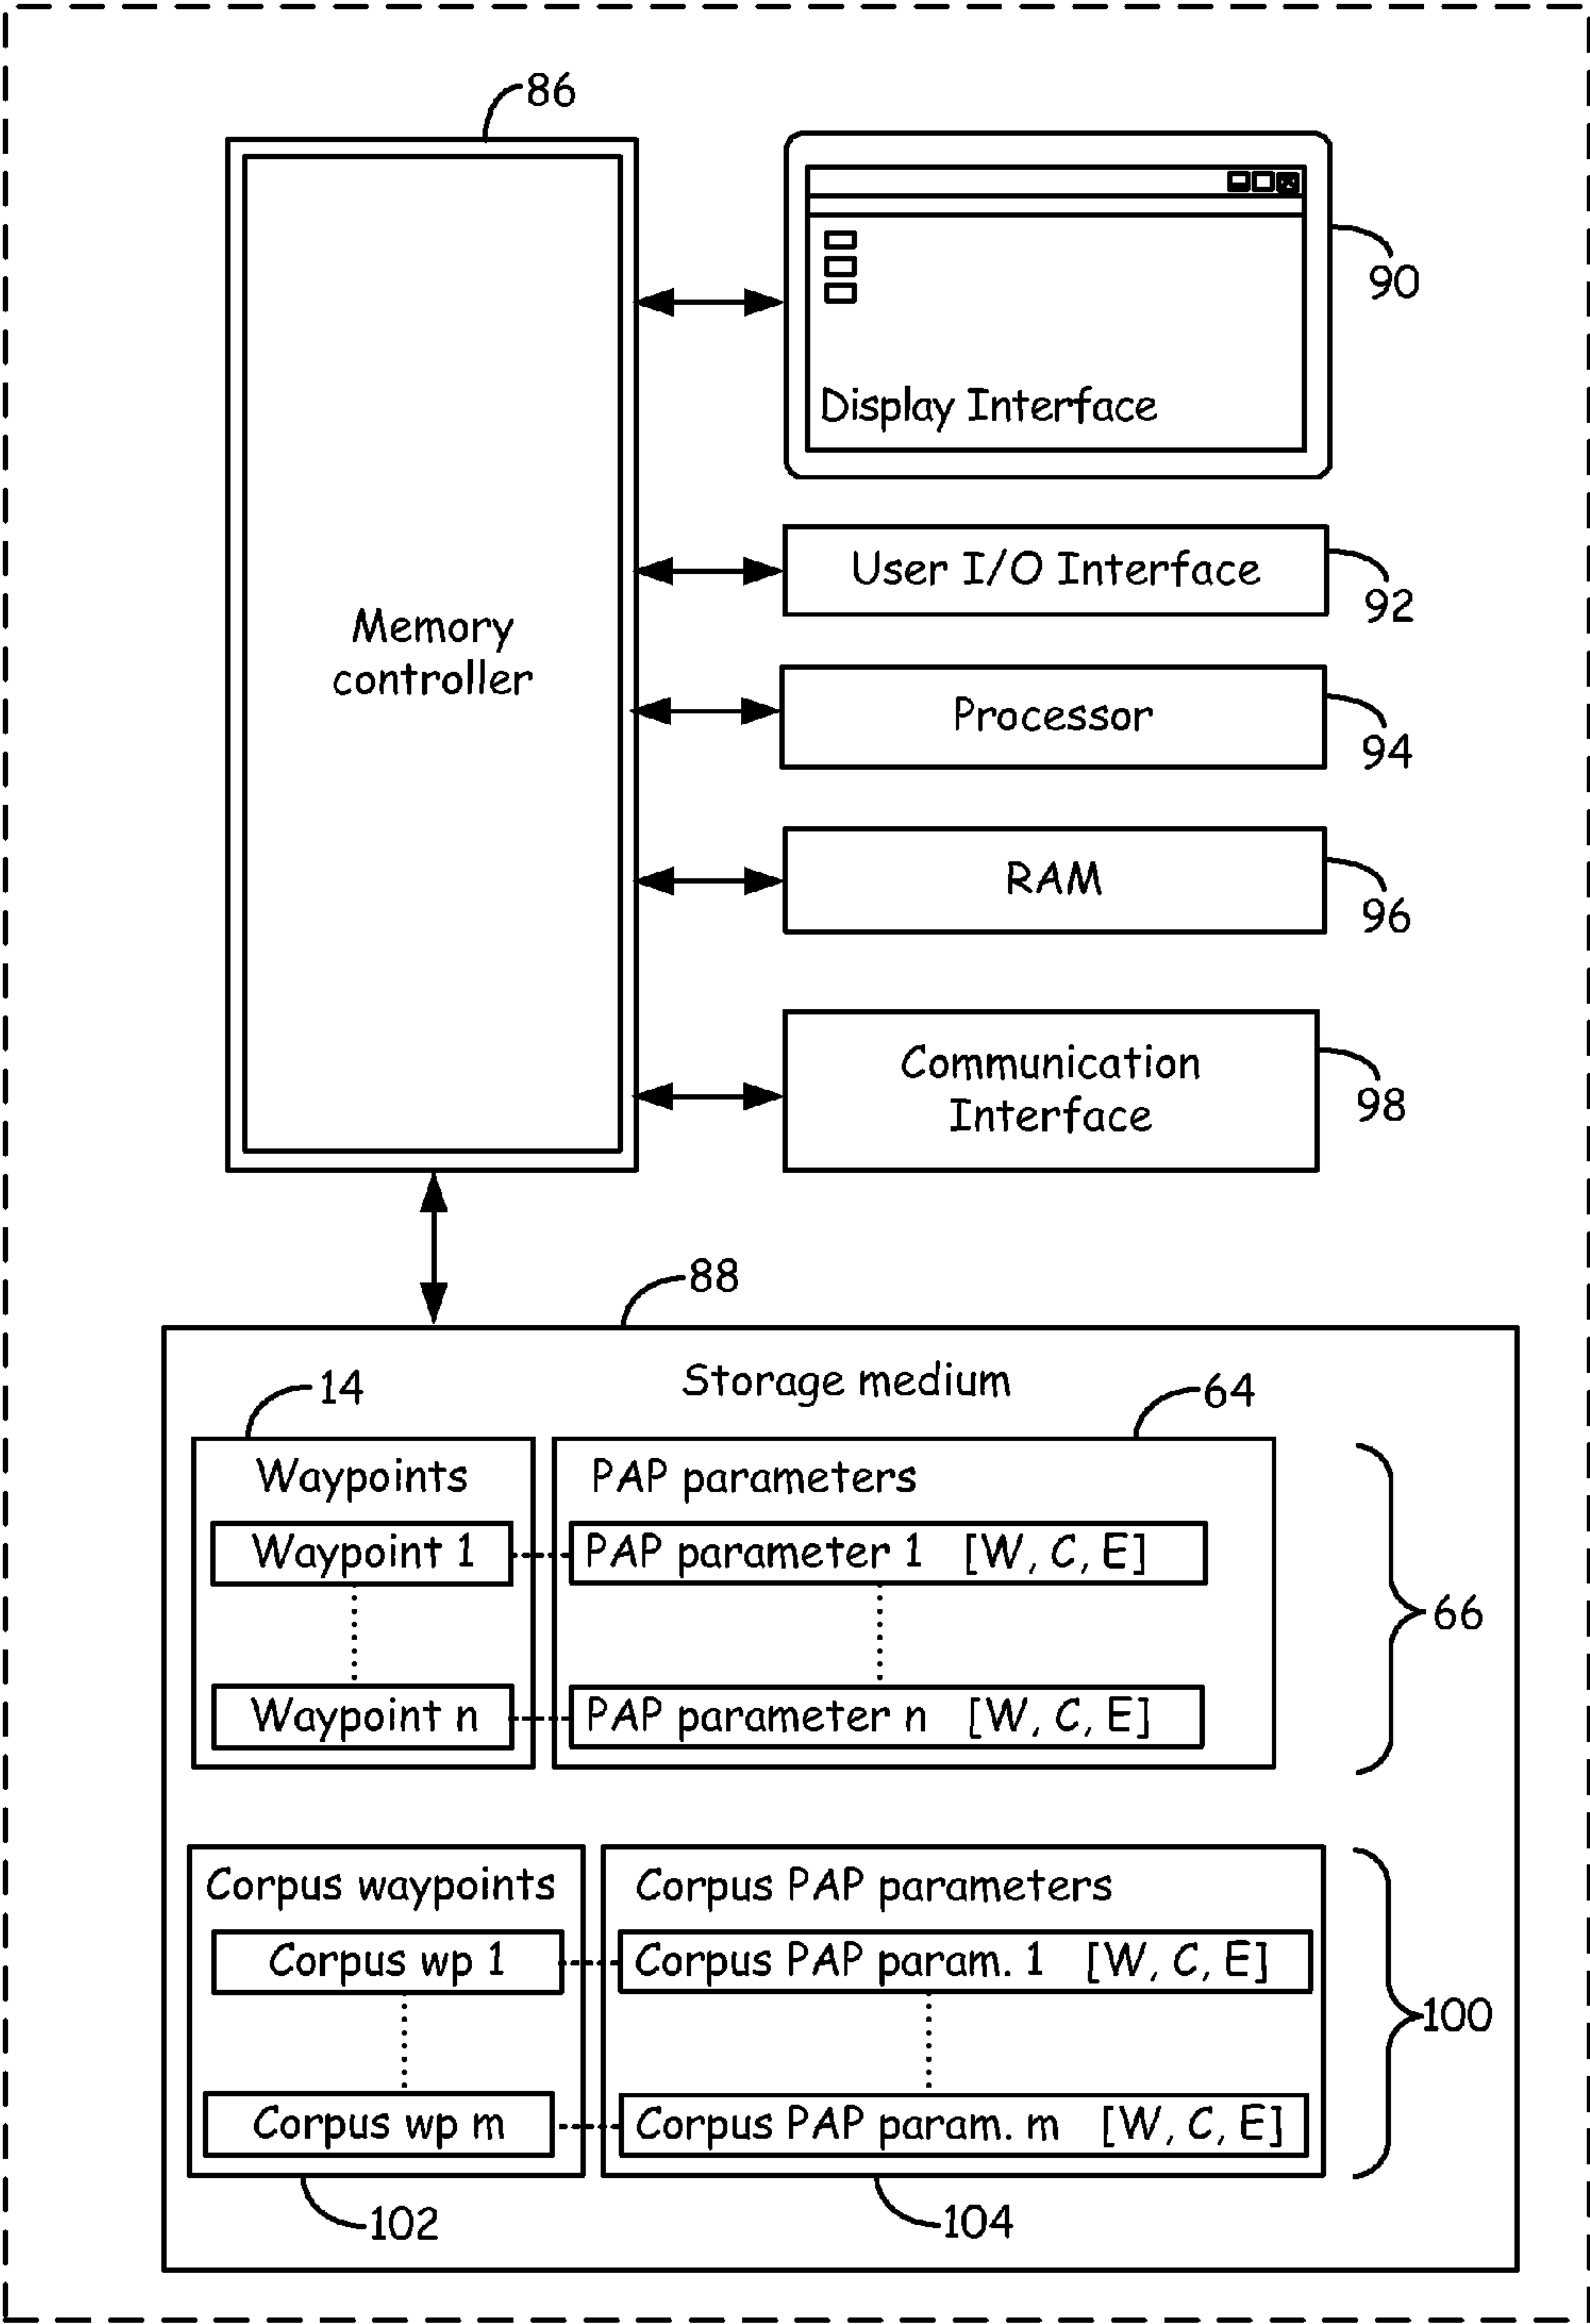 86
90
Display Interface
User I/O Interface
92
Memory
controller
Processor
94
RAM
96
Communication
Interface
98
88
Storage medium
14
64
Waypoints
PAP parameters
Waypoint 1
PAP parameter 1 [W, C, E]
66
Waypoint n
PAP parameter n [W, C, E]
Corpus waypoints
Corpus PAP parameters
Corpus wp 1
Corpus PAP param. 1 [W, C, E]
100
Corpus wp m
Corpus PAP param. m [W, C, E]
102
104